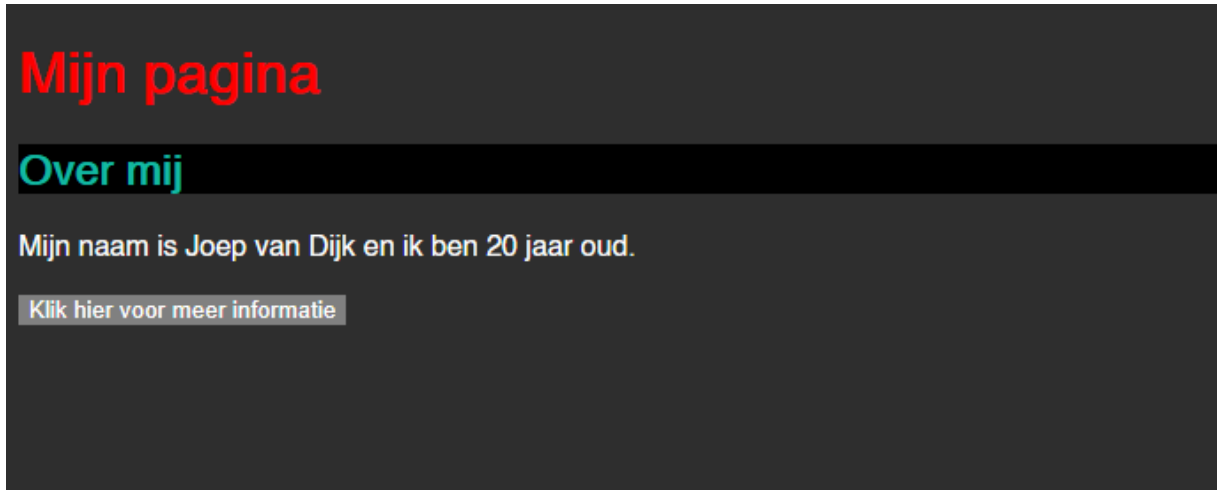 Mijn pagina
Over mij
Mijn naam is Joep van Dijk en ik ben 20 jaar oud.
Klik hier voor meer informatie